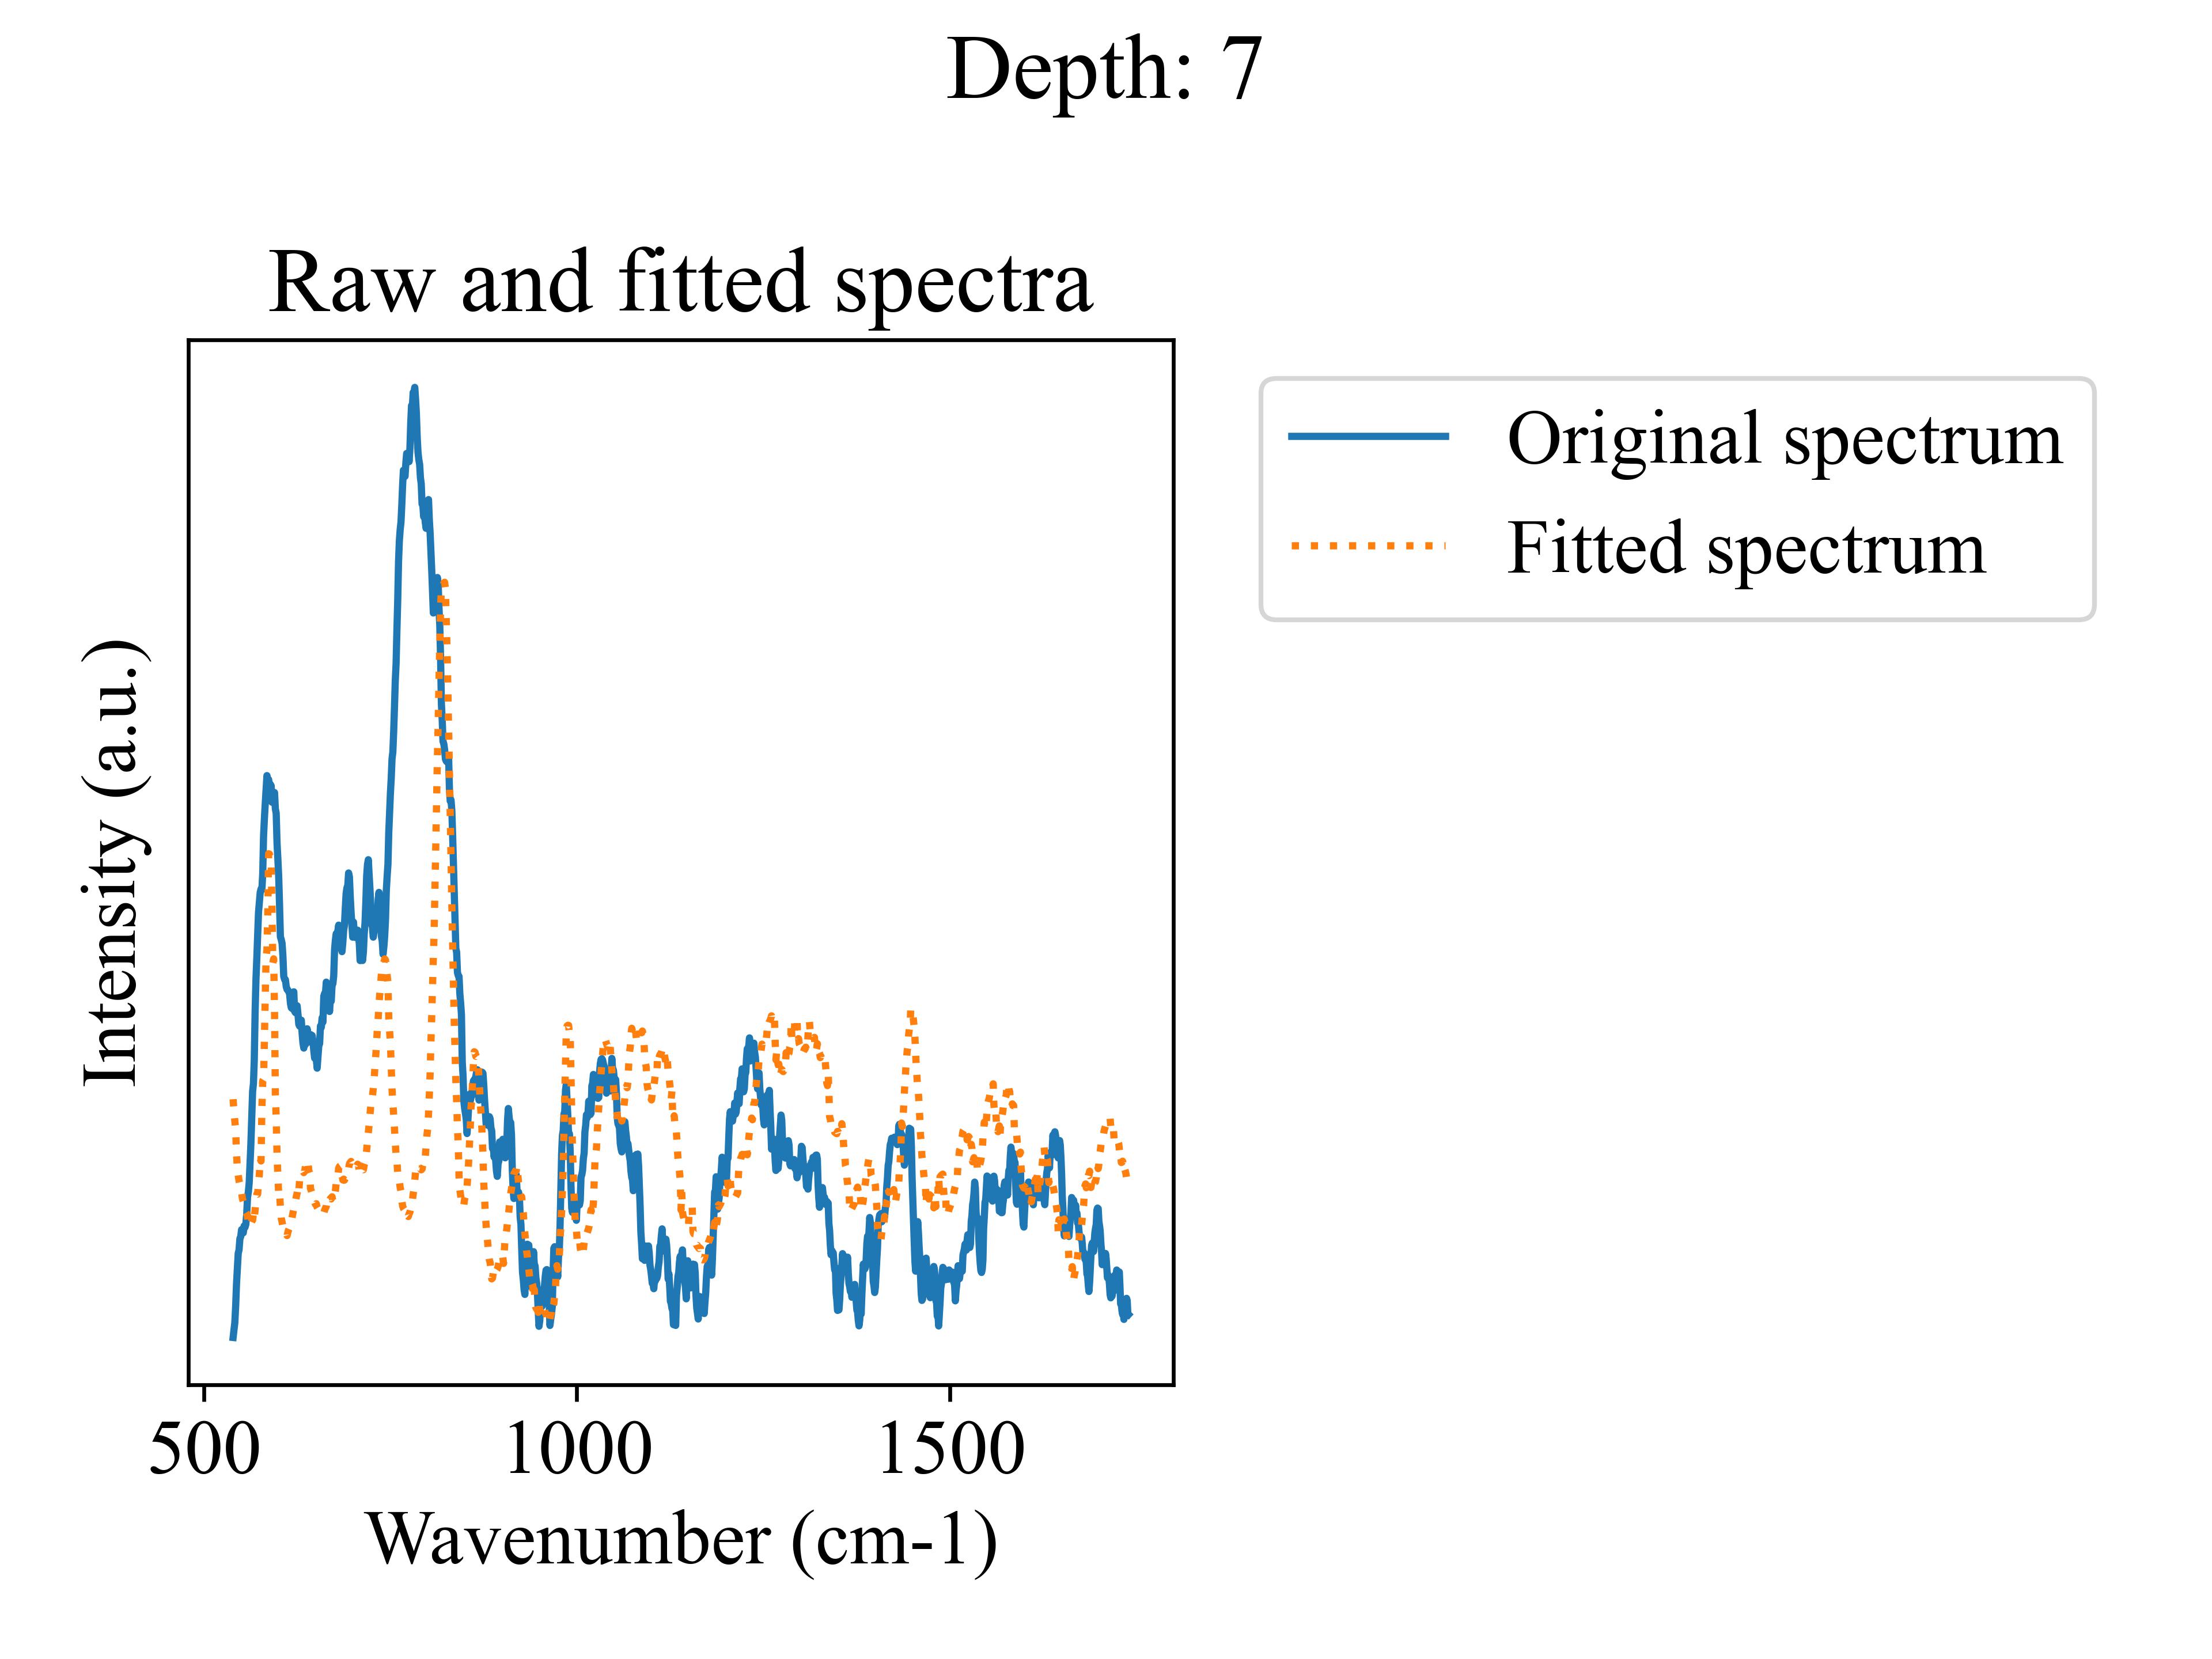 Depth: 7
Raw and fitted spectra
Original spectrum
Fitted spectrum
Intensity (a.u.)
500 1000 1500
Wavenumber (cm-1)